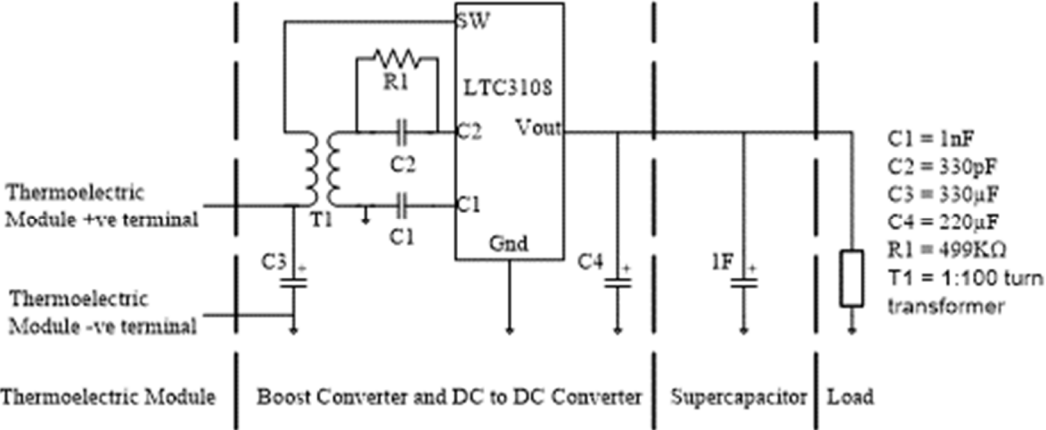 SW
R1
LTC3108
C2
Vout
C2
C1
C1
T1
Gnd
Thermoelectric
Module +ve terminal
C3
+
C4
+
1F
+
Thermoelectric
Module -ve terminal
C1 = 1nF
C2 = 330pF
C3 = 330µF
C4 = 220µF
R1 = 499KΩ
T1 = 1:100 turn
transformer
Thermoelectric Module
Boost Converter and DC to DC Converter
Supercapacitor
Load